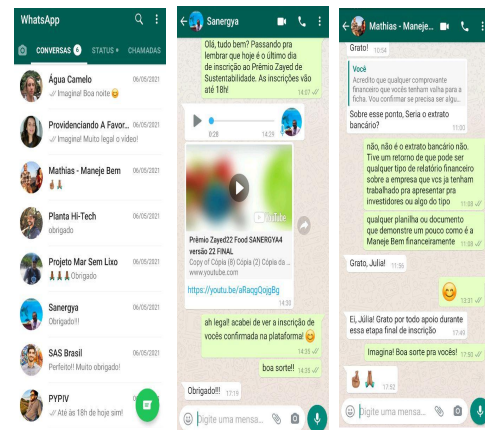 WhatsApp
CONVERSAS 6 STATUS CHAMADAS
Água Camelo 06/05/2021
Imagina! Boa noite😊
Providenciando A Favor... 06/05/2021
Imagina! Muito legal o vídeo!
Mathias - Maneje Bem 06/05/2021
Planta Hi-Tech 06/05/2021
obrigado
Projeto Mar Sem Lixo 06/05/2021
Obrigado
Sanergya 06/05/2021
Obrigado!!!
SAS Brasil 06/05/2021
Perfeito!! Muito obrigado!
PYPIV
Até às 18h de hoje sim!
Sanergya
Olá, tudo bem? Passando pra
lembrar que hoje é o último dia
de inscrição ao Prêmio Zayed de
Sustentabilidade. As inscrições vão
até 18h! 14:07
0:28 14:29
YouTube
Prêmio Zayed22 Food SANERGYA4
versão 22 FINAL
Copy of Cópia (8) Cópia (2) Cópia da ...
www.youtube.com
https://youtu.be/aRaqgQojgBg
14:30
ah legal! acabei de ver a inscrição de
vocês confirmada na plataforma! 😊
14:35
boa sorte!! 14:35
Obrigado!!! 17:19
Digite uma mensa...
Mathias - Maneje...
Grato! 10:54
Você
Acredito que qualquer comprovante
financeiro que vocês tenham valha para a
ficha. Vou confirmar se precisa ser algu...
Sobre esse ponto, Seria o extrato
bancário? 11:00
não, não é o extrato bancário não.
Tive um retorno de que pode ser
qualquer tipo de relatório financeiro
sobre a empresa que vcs ja tenham
trabalhado pra apresentar pra
investidores ou algo do tipo 11:08
qualquer planilha ou documento
que demonstre um pouco como é a
Maneje Bem financeiramente 11:08
Grato, Julia! 11:56
😊 13:31
Ei, Júlia! Grato por todo apoio durante
essa etapa final de inscrição 17:49
Imagina! Boa sorte pra vocês! 17:50
17:52
Digite uma mensa...